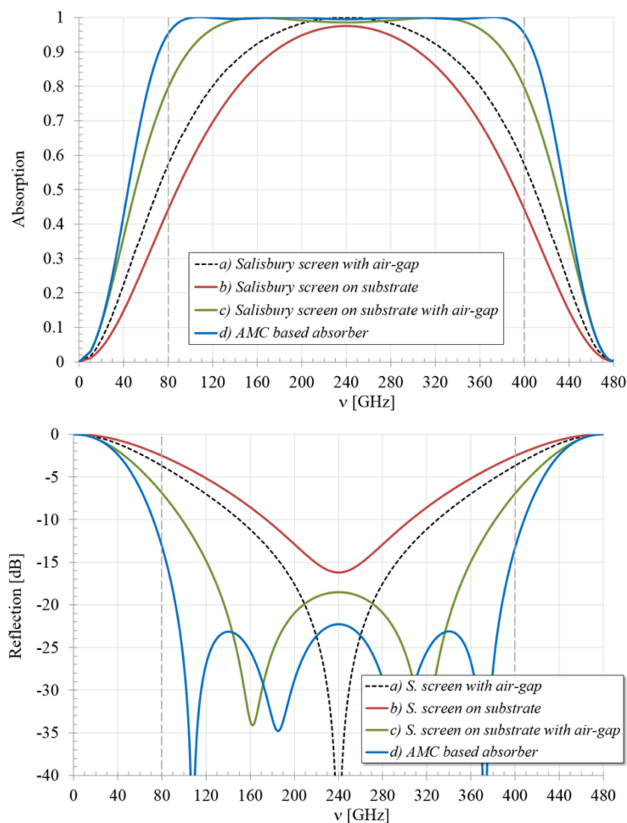 1
0.9
0.8
0.7
0.6
0.5
0.4
0.3
0.2
0.1
0
Absorption
a) Salisbury screen with air-gap
b) Salisbury screen on substrate
c) Salisbury screen on substrate with air-gap
d) AMC based absorber
0 40 80 120 160 200 240 280 320 360 400 440 480
ν [GHz]
0
-5
-10
-15
-20
-25
-30
-35
-40
Reflection [dB]
a) S. screen with air-gap
b) S. screen on substrate
c) S. screen on substrate with air-gap
d) AMC based absorber
0 40 80 120 160 200 240 280 320 360 400 440 480
ν [GHz]